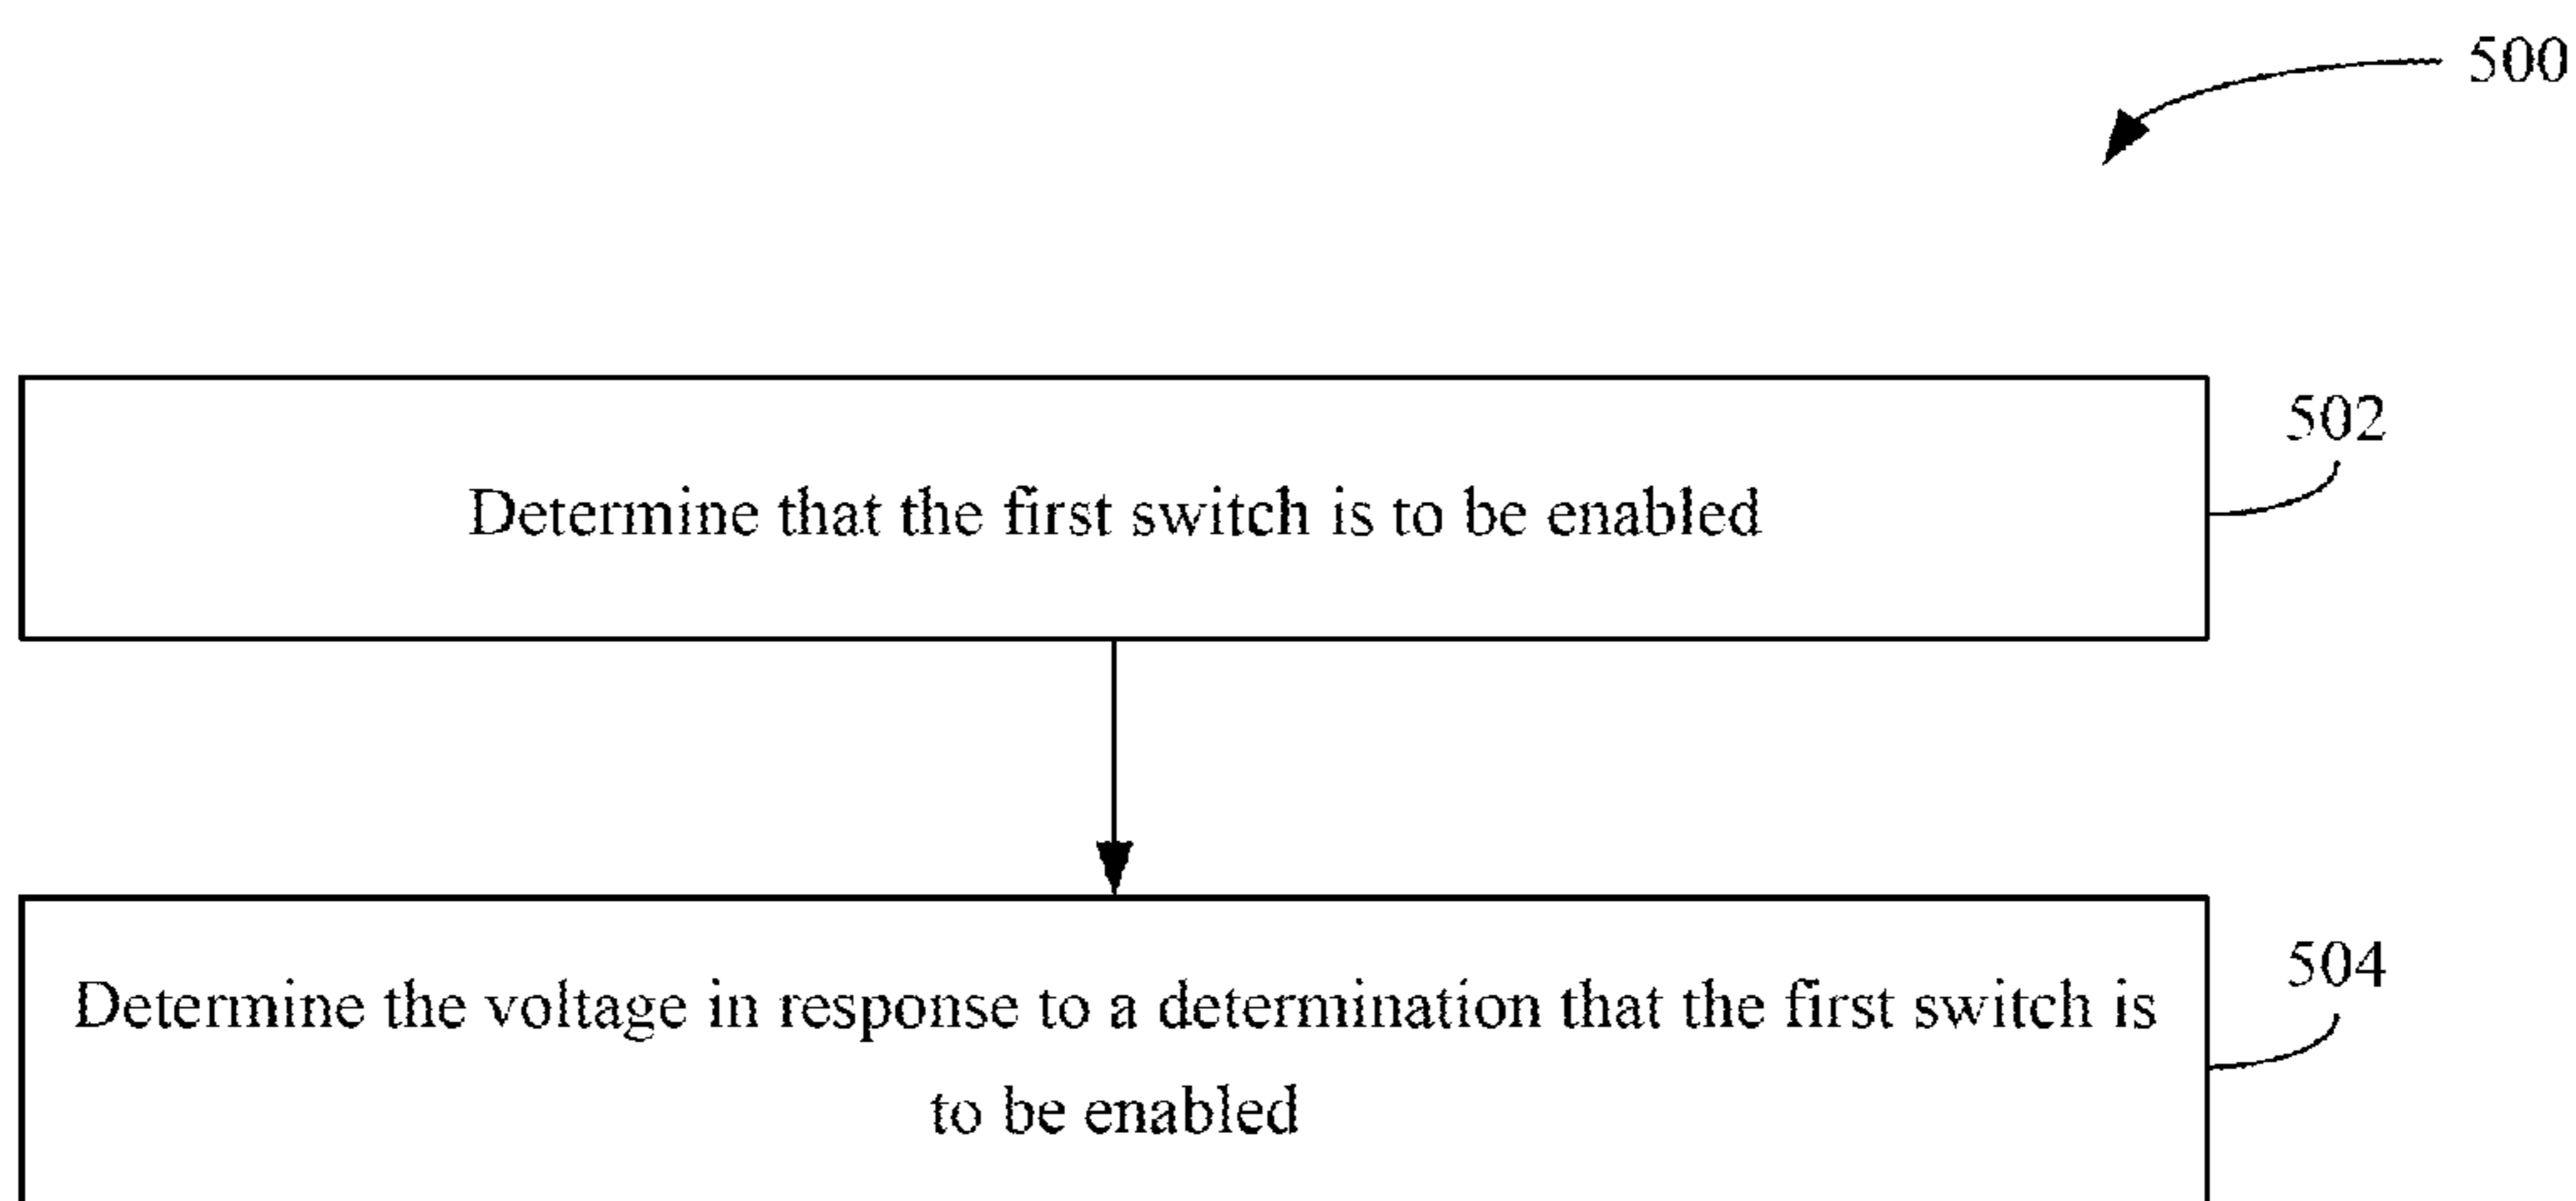 500
502
Determine that the first switch is to be enabled
504
Determine the voltage in response to a determination that the first switch is
to be enabled